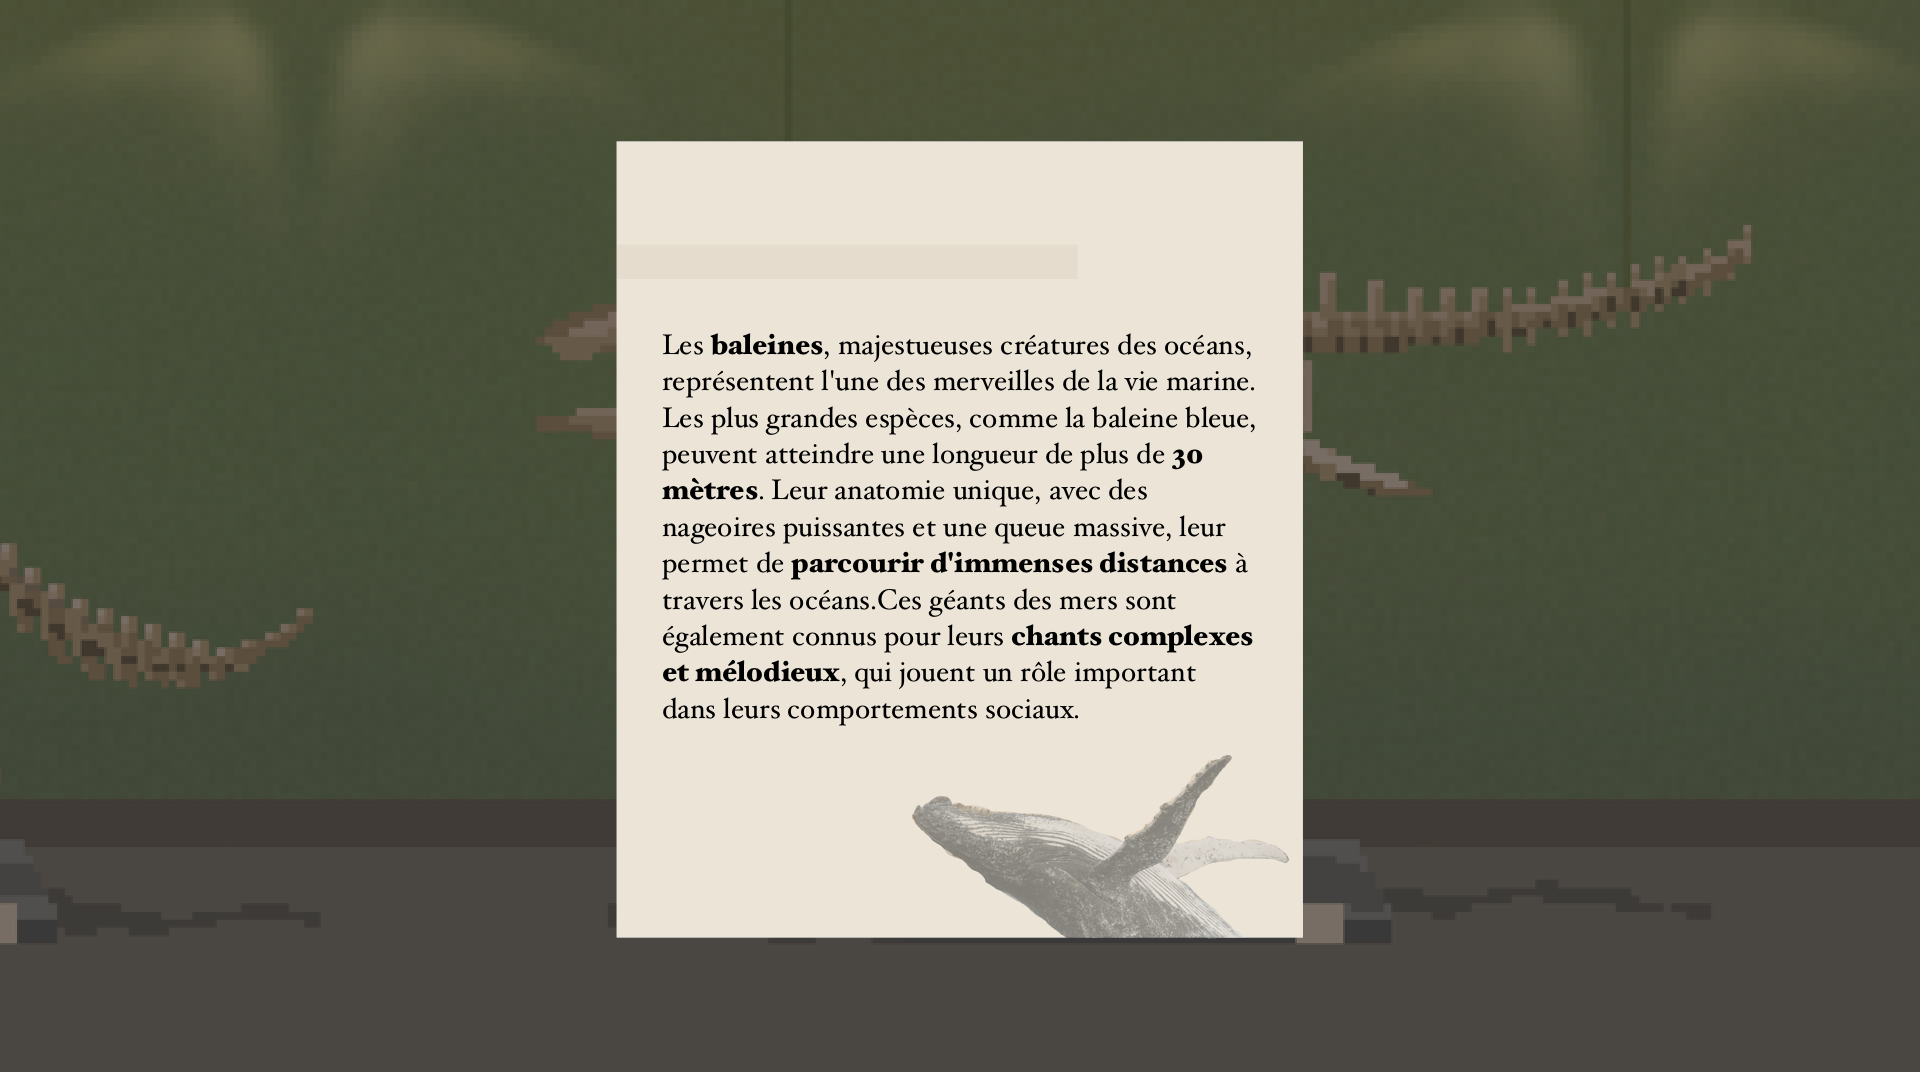 Les baleines, majestueuses créatures des océans,
représentent l'une des merveilles de la vie marine.
Les plus grandes espèces, comme la baleine bleue,
peuvent atteindre une longueur de plus de 30
mètres. Leur anatomie unique, avec des
nageoires puissantes et une queue massive, leur
permet de parcourir d'immenses distances à
travers les océans.Ces géants des mers sont
également connus pour leurs chants complexes
et mélodieux, qui jouent un rôle important
dans leurs comportements sociaux.